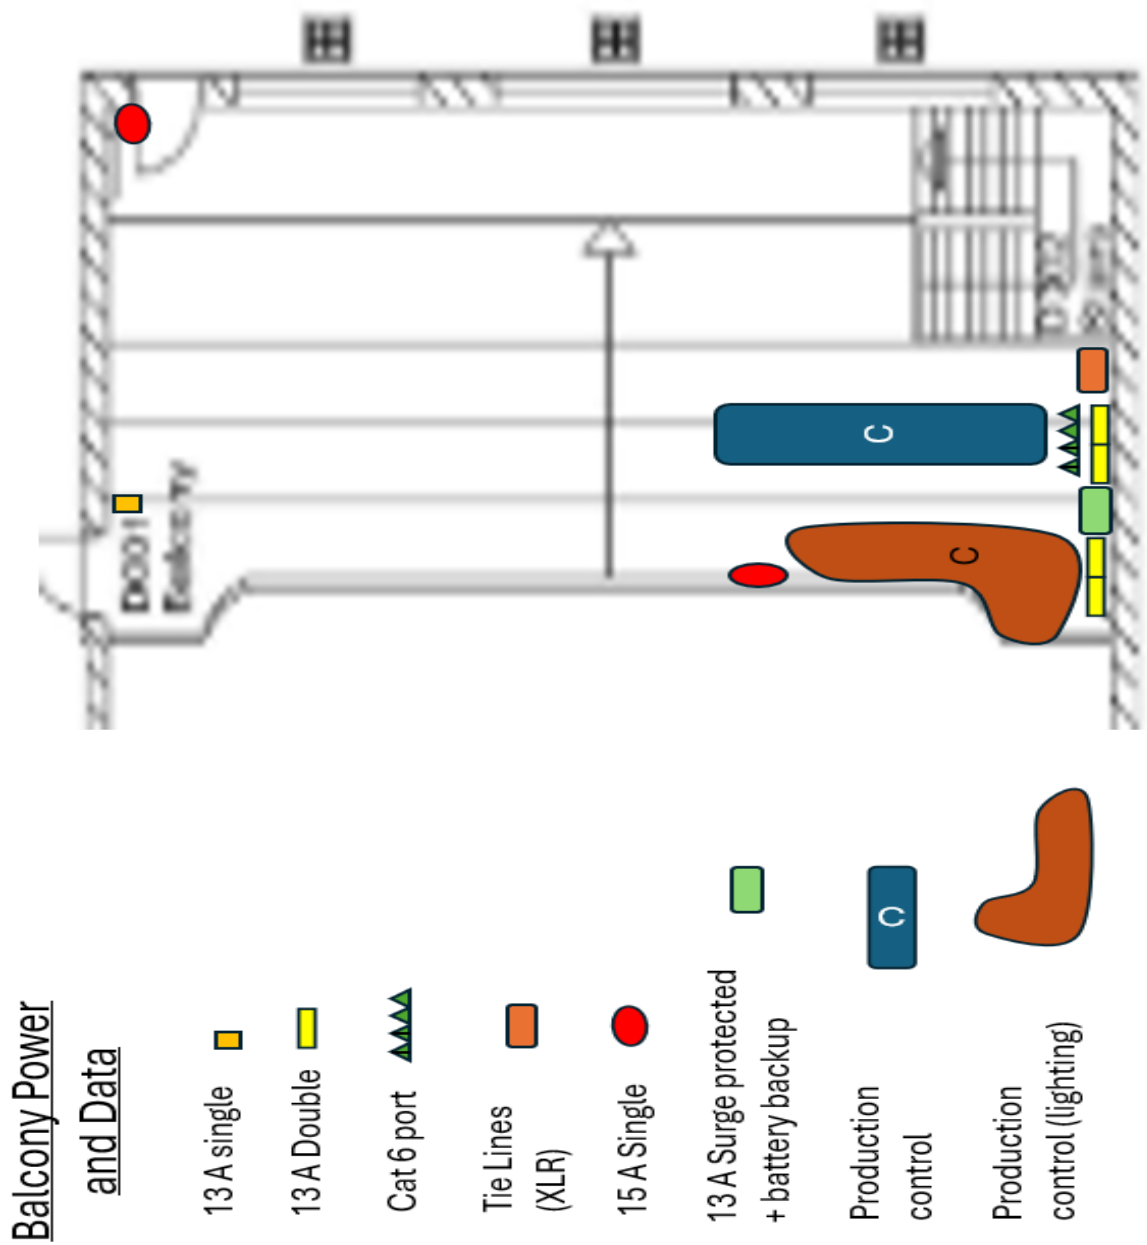 Balcony Power
and Data
13 A single
13 A Double
Cat 6 port
Tie Lines
(XLR)
15 A Single
13 A Surge protected
+ battery backup
Production
control
C
Production
control (lighting)
Balcony
C
C